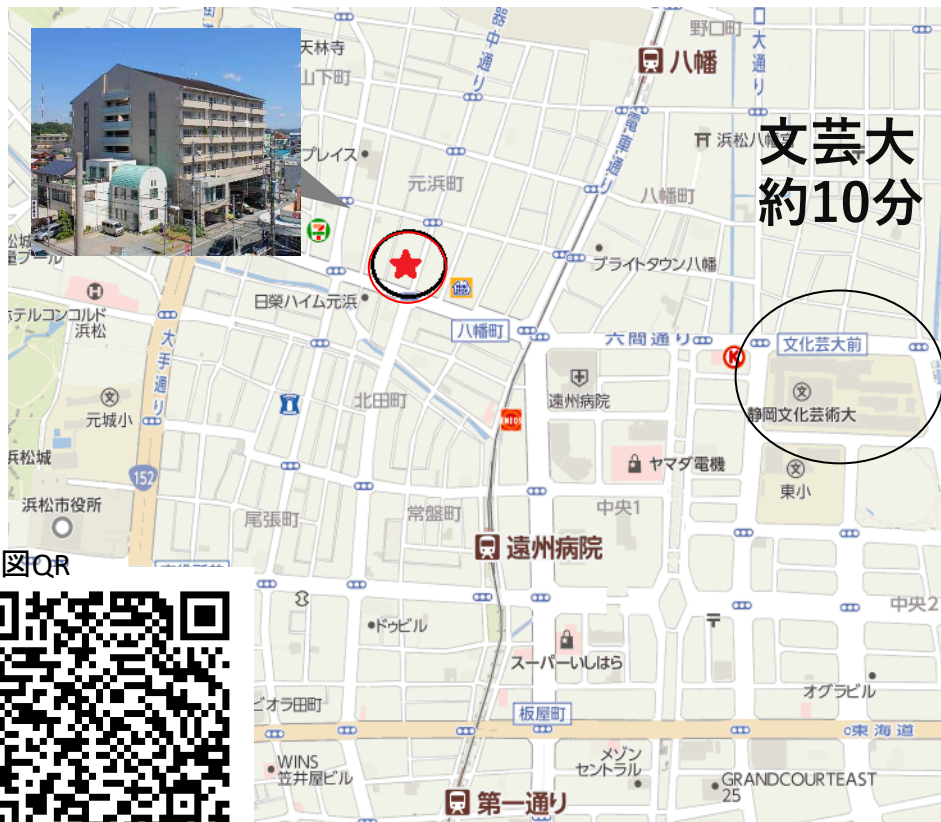 器中通り
口大通り
野口町
天林寺
山下町
八幡
電車通り
浜松八幡宮
文芸大
約10分
プレイス
元浜町
八幡町
ブライトタウン八幡
日榮ハイム元浜
八幡町
六間通り
文化芸大前
H
ホテルコンコルド
浜松
大手通り
K
遠州病院
静岡文化芸術大
文
元城小
北田町
NEO
ヤマダ電機
文
東小
浜松城
152
浜松市役所
尾張町
常盤町
中央1
遠州病院
図QR
中央2
ドゥビル
スーパーいしはら
オグラビル
ビオラ田町
板屋町
東海道
WINS
笠井屋ビル
メゾン
セントラル
GRANDCOURTEAST
25
第一通り